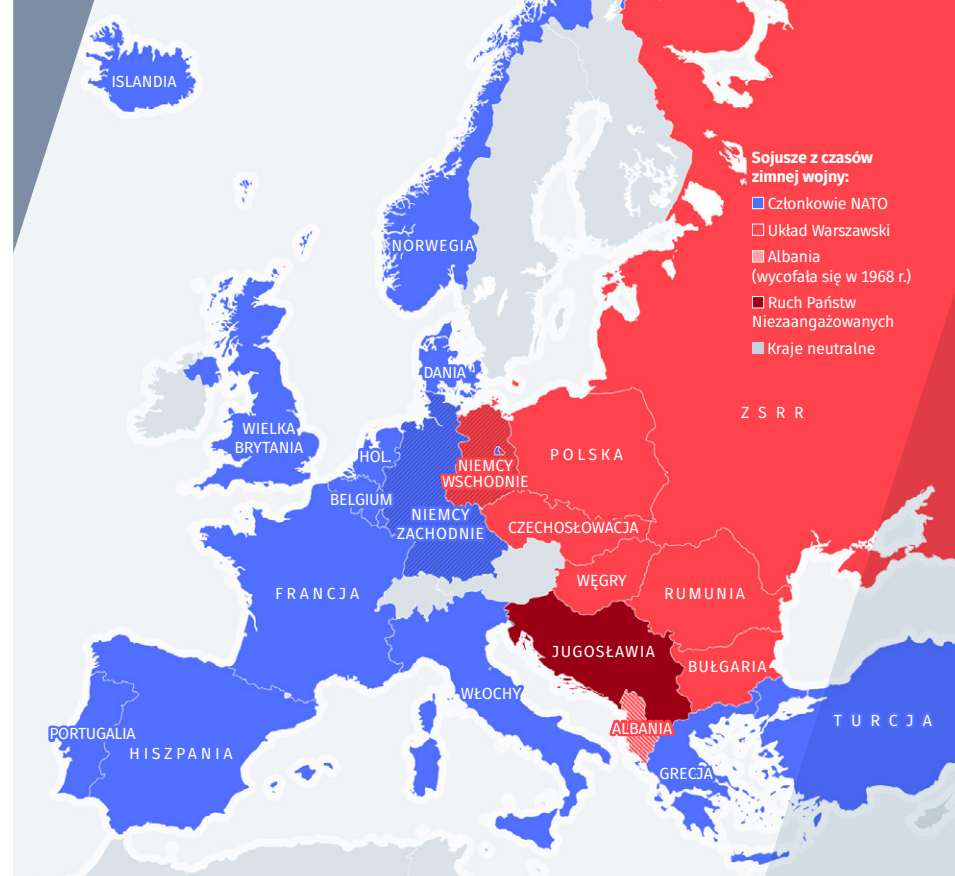 ISLANDIA
Sojusze z czasów
zimnej wojny:
Członkowie NATO
Układ Warszawski
Albania
(wycofała się w 1968 r.)
Ruch Państw
Niezaangażowanych
Kraje neutralne
NORWEGIA
DANIA
ZSRR
WIELKA
BRYTANIA
HOL.
POLSKA
NIEMCY
WSCHODNIE
BELGIUM
NIEMCY
ZACHODNIE
CZECHOSŁOWACJA
WĘGRY
FRANCJA
RUMUNIA
JUGOSŁAWIA
BUŁGARIA
WŁOCHY
TURCJA
ALBANIA
PORTUGALIA
HISZPANIA
GRECJA